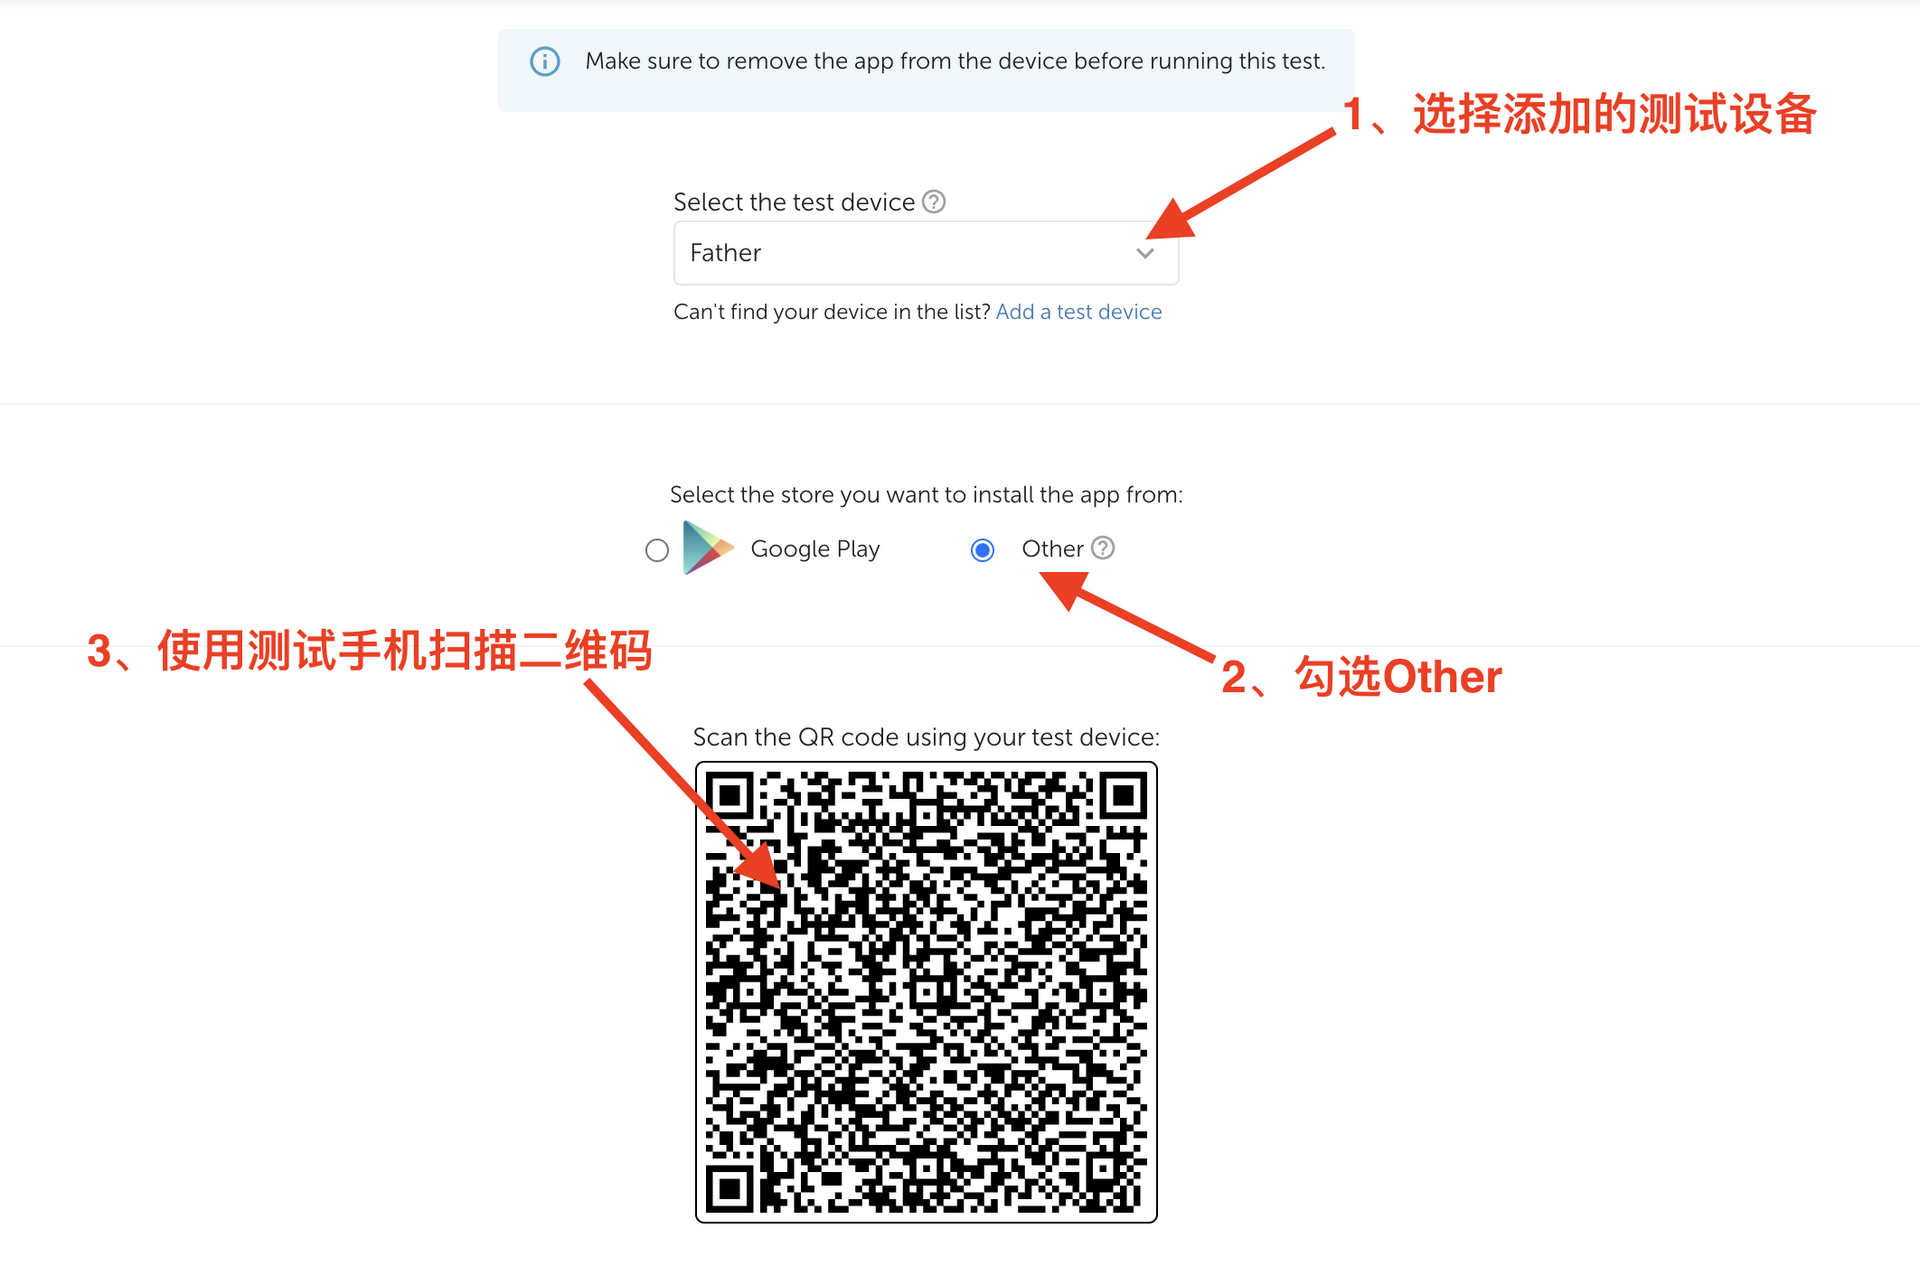 Make sure to remove the app from the device before running this test.
1、选择添加的测试设备
Select the test device
Father
Can't find your device in the list? Add a test device
Select the store you want to install the app from:
Google Play
Other
3、使用测试手机扫描二维码
2、勾选Other
Scan the QR code using your test device: